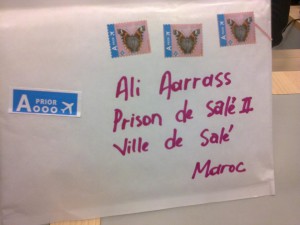 A PRIOR
Ali Aarrass
Prison de Salé II
Ville de Salé
Maroc